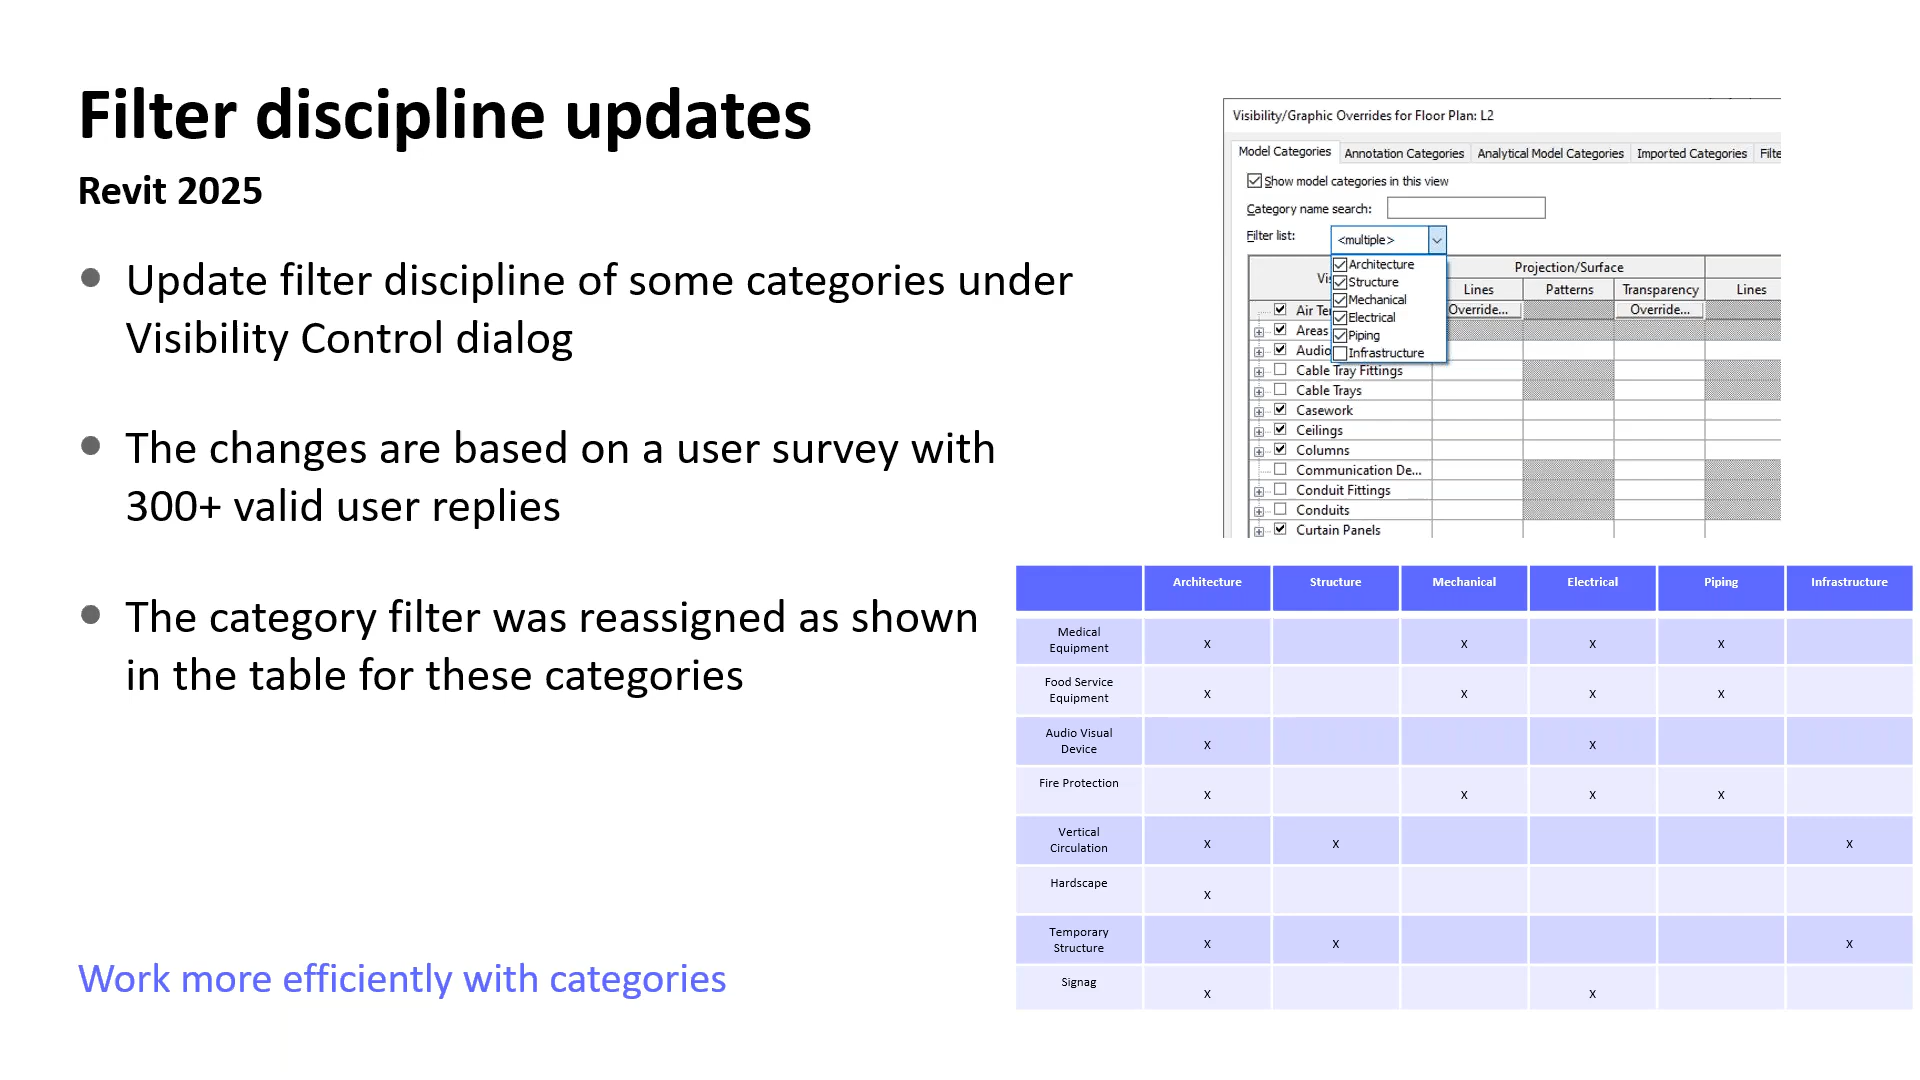 Filter discipline updates
Revit 2025
Update filter discipline of some categories under
Visibility Control dialog
The changes are based on a user survey with
300+ valid user replies
The category filter was reassigned as shown
in the table for these categories
Work more efficiently with categories
Visibility/Graphic Overrides for Floor Plan: L2
Model Categories Annotation Categories Analytical Model Categories Imported Categories
Show model categories in this view
Category name search:
Filter list: <multiple>
Architecture
Structure
Mechanical
Electrical
Piping
Infrastructure
Projection/Surface
Lines Patterns Transparency Lines
Override... Override...
Areas
Audio
Cable Tray Fittings
Cable Trays
Casework
Ceilings
Columns
Communication De...
Conduit Fittings
Conduits
Curtain Panels
Architecture Structure Mechanical Electrical Piping Infrastructure
Medical
Equipment X X X X
Food Service
Equipment X X X X
Audio Visual
Device X X
Fire Protection X X X X
Vertical
Circulation X X X
Hardscape X
Temporary
Structure X X X
Signag X X